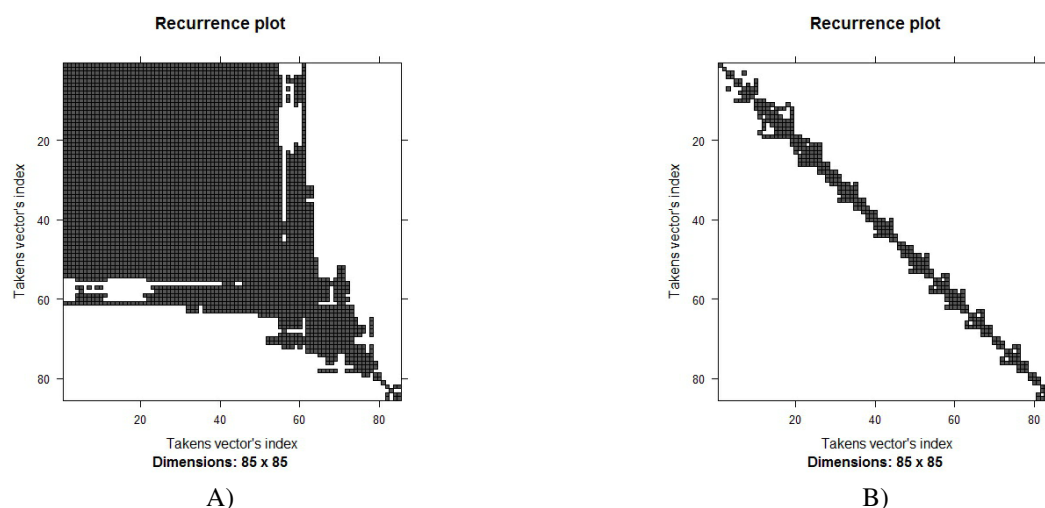 Recurrence plot
Recurrence plot
Takens vector's index
20
40
60
80
20
40
60
80
Takens vector's index
Dimensions: 85 x 85
Takens vector's index
20
40
60
80
20
40
60
80
Takens vector's index
Dimensions: 85 x 85
A)
B)